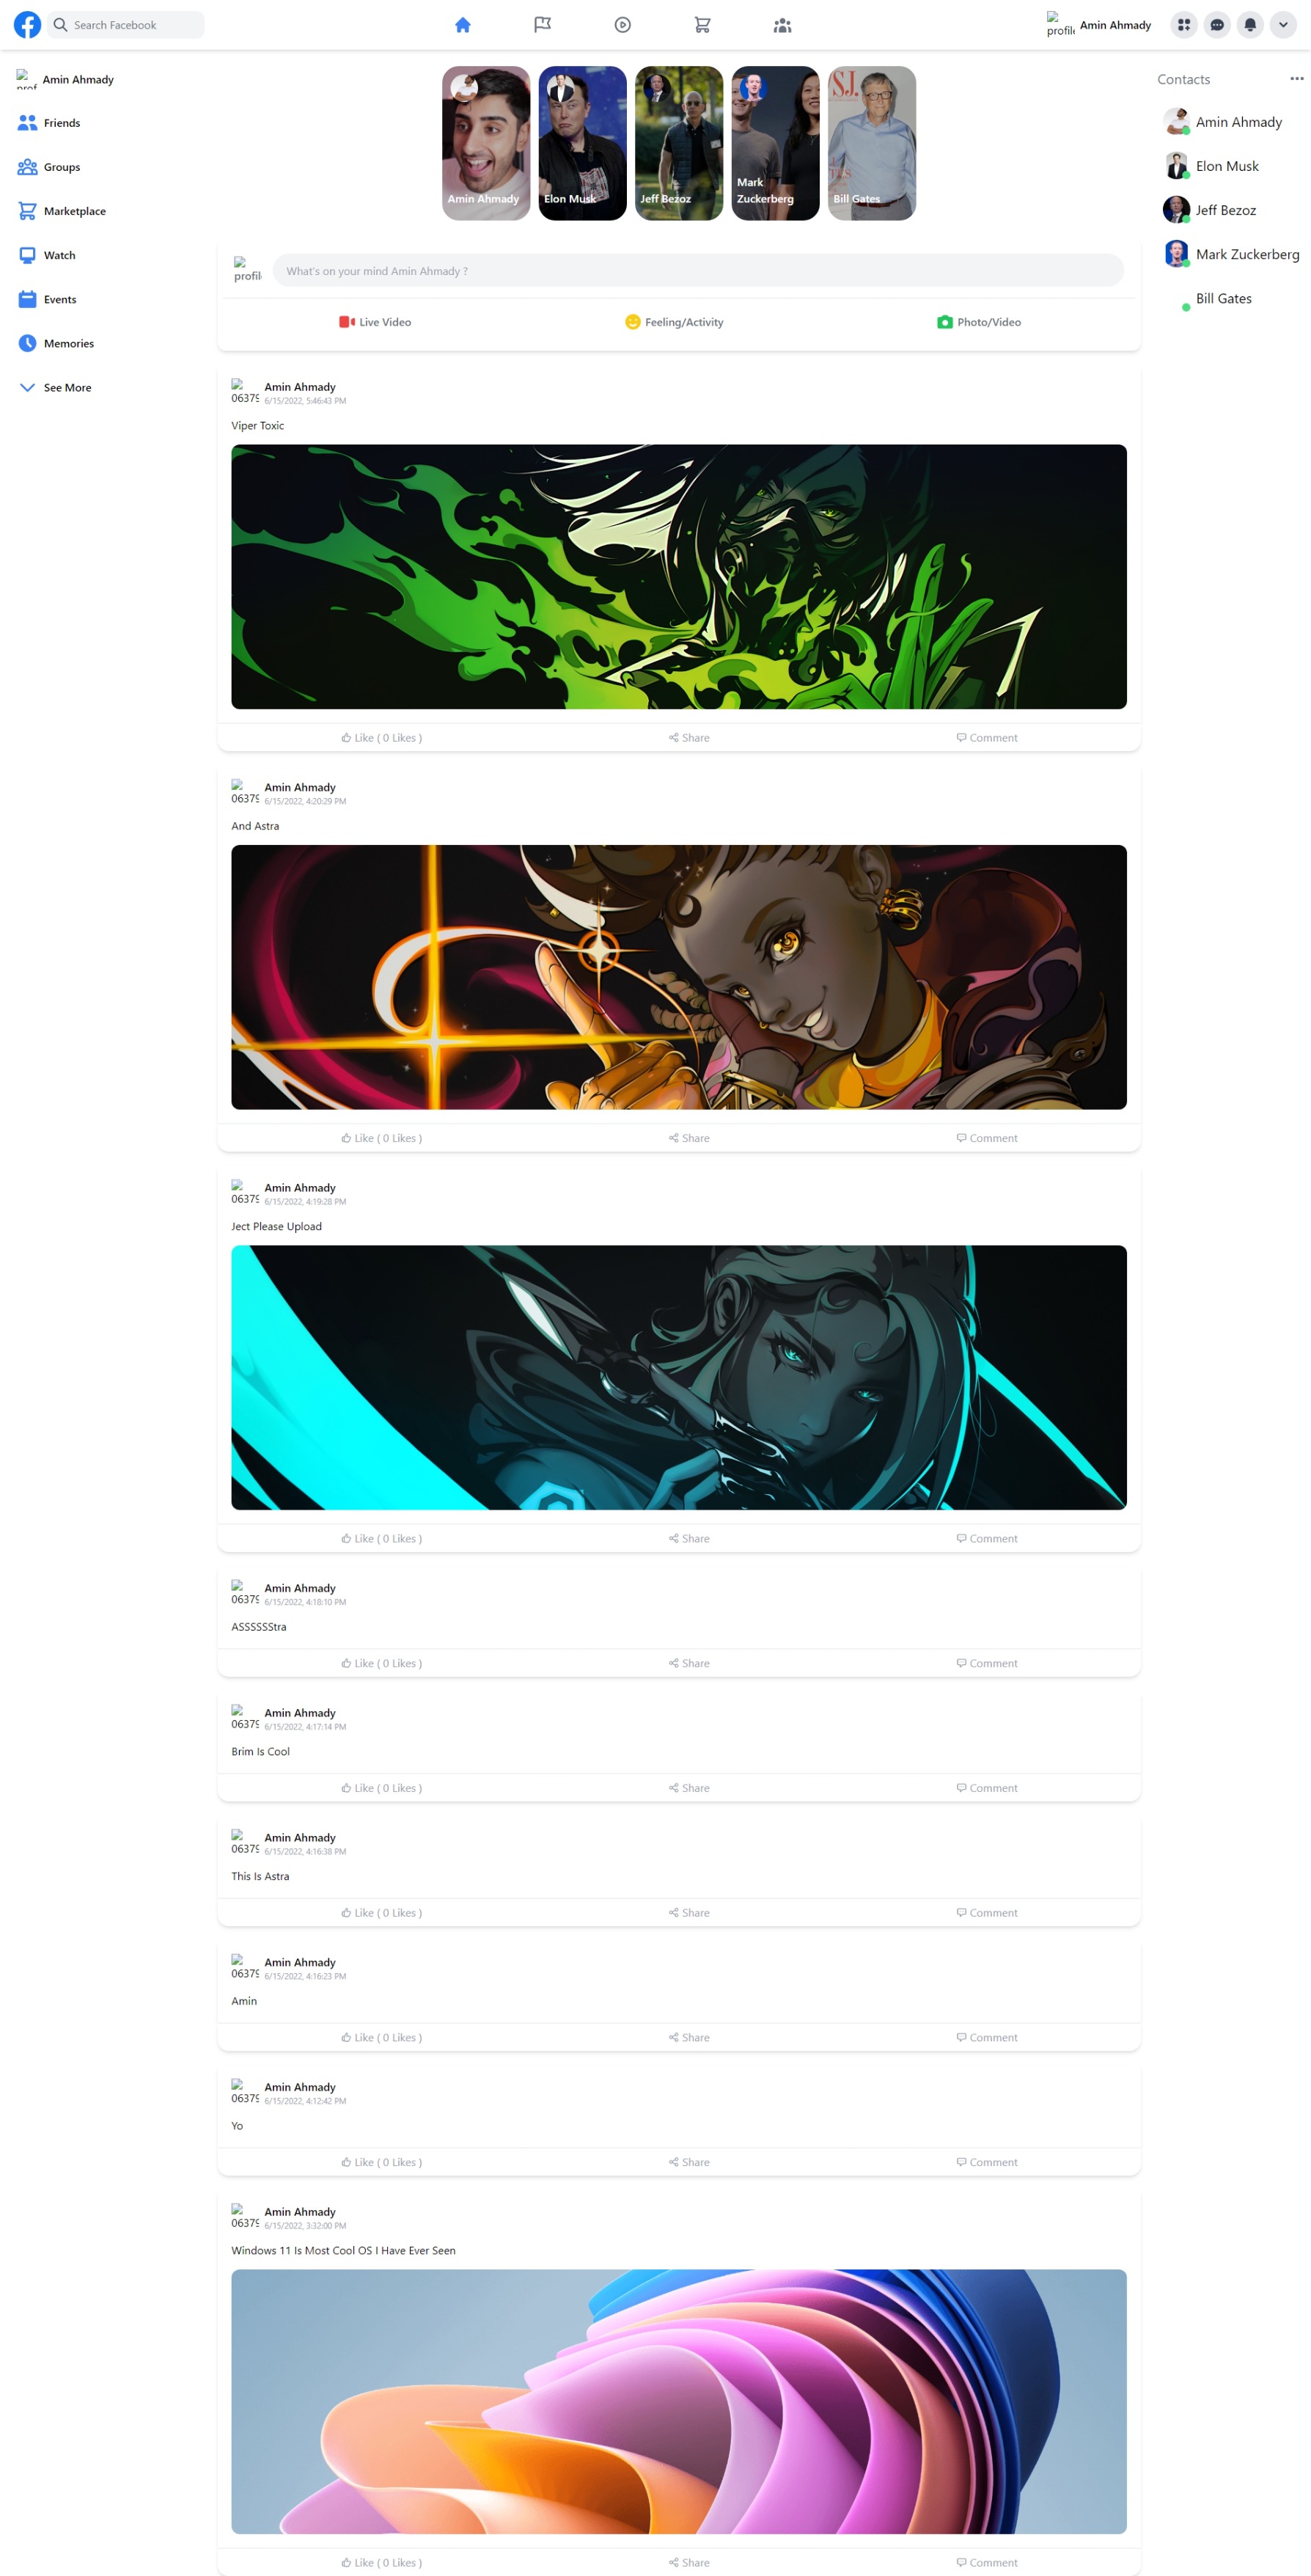 Search Facebook
profile
Amin Ahmady
prof
Amin Ahmady
Friends
Groups
Marketplace
Watch
Events
Memories
See More
Amin Ahmady
Elon Musk
Jeff Bezoz
Mark
Zuckerberg
SJ.
Bill Gates
Contacts
Amin Ahmady
Elon Musk
Jeff Bezoz
Mark Zuckerberg
Bill Gates
profil
What's on your mind Amin Ahmady ?
Live Video
Feeling/Activity
Photo/Video
06379
Amin Ahmady
6/15/2022, 5:46:43 PM
Viper Toxic
Like ( 0 Likes )
Share
Comment
06379
Amin Ahmady
6/15/2022, 4:20:29 PM
And Astra
Like ( 0 Likes )
Share
Comment
06379
Amin Ahmady
6/15/2022, 4:19:28 PM
Ject Please Upload
Like ( 0 Likes )
Share
Comment
06379
Amin Ahmady
6/15/2022, 4:18:10 PM
ASSSSSStra
Like ( 0 Likes )
Share
Comment
06379
Amin Ahmady
6/15/2022, 4:17:14 PM
Brim Is Cool
Like ( 0 Likes )
Share
Comment
06379
Amin Ahmady
6/15/2022, 4:16:38 PM
This Is Astra
Like ( 0 Likes )
Share
Comment
06379
Amin Ahmady
6/15/2022, 4:16:23 PM
Amin
Like ( 0 Likes )
Share
Comment
06379
Amin Ahmady
6/15/2022, 4:12:42 PM
Yo
Like ( 0 Likes )
Share
Comment
06379
Amin Ahmady
6/15/2022, 3:32:00 PM
Windows 11 Is Most Cool OS I Have Ever Seen
Like ( 0 Likes )
Share
Comment